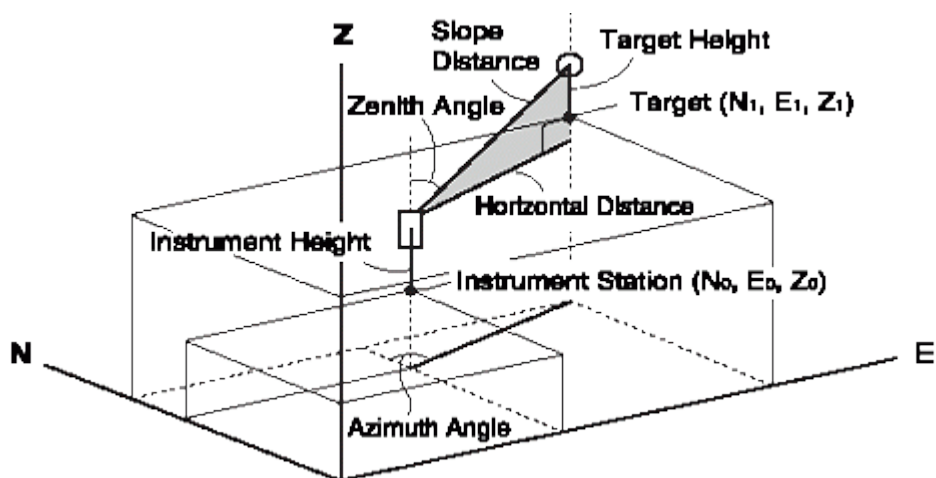 Z
Slope
Distance
Target Height
Zenith Angle
Target (N1, E1, Z1)
Horizontal Distance
Instrument Height
Instrument Station (N0, E0, Z0)
N
E
Azimuth Angle